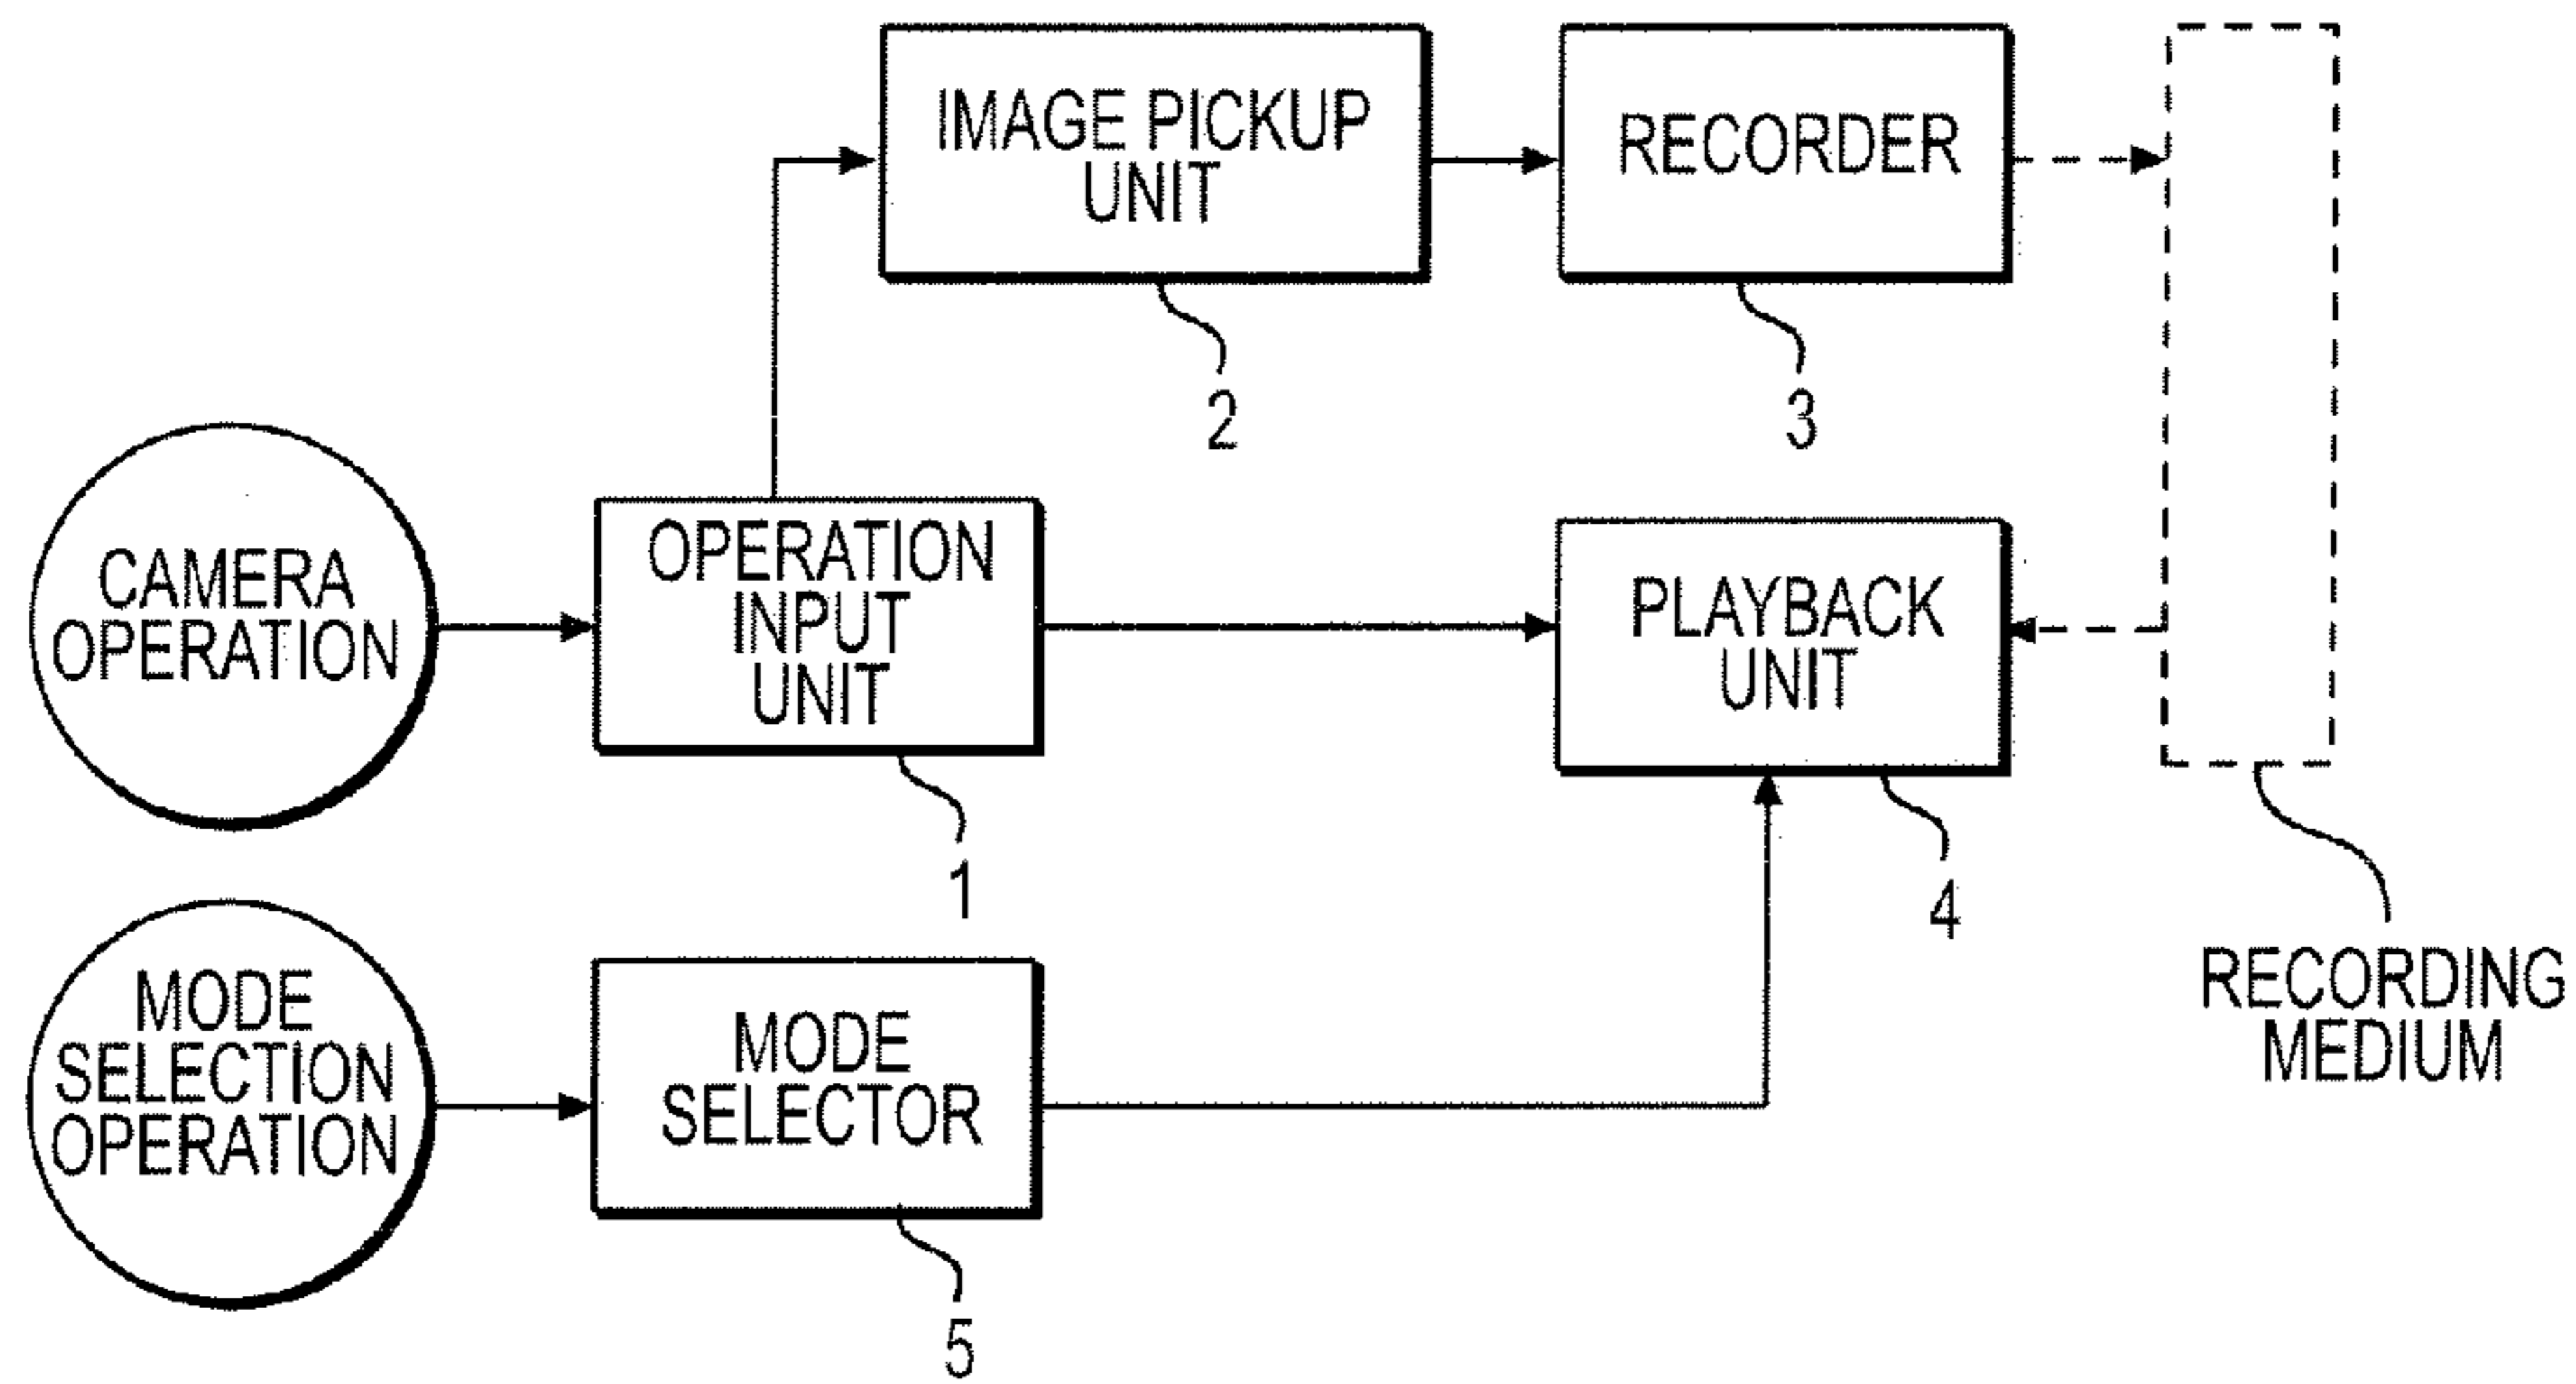 IMAGE PICKUP
UNIT
RECORDER
2
3
CAMERA
OPERATION
OPERATION
INPUT
UNIT
PLAYBACK
UNIT
1
4
MODE
SELECTION
OPERATION
MODE
SELECTOR
RECORDING
MEDIUM
5